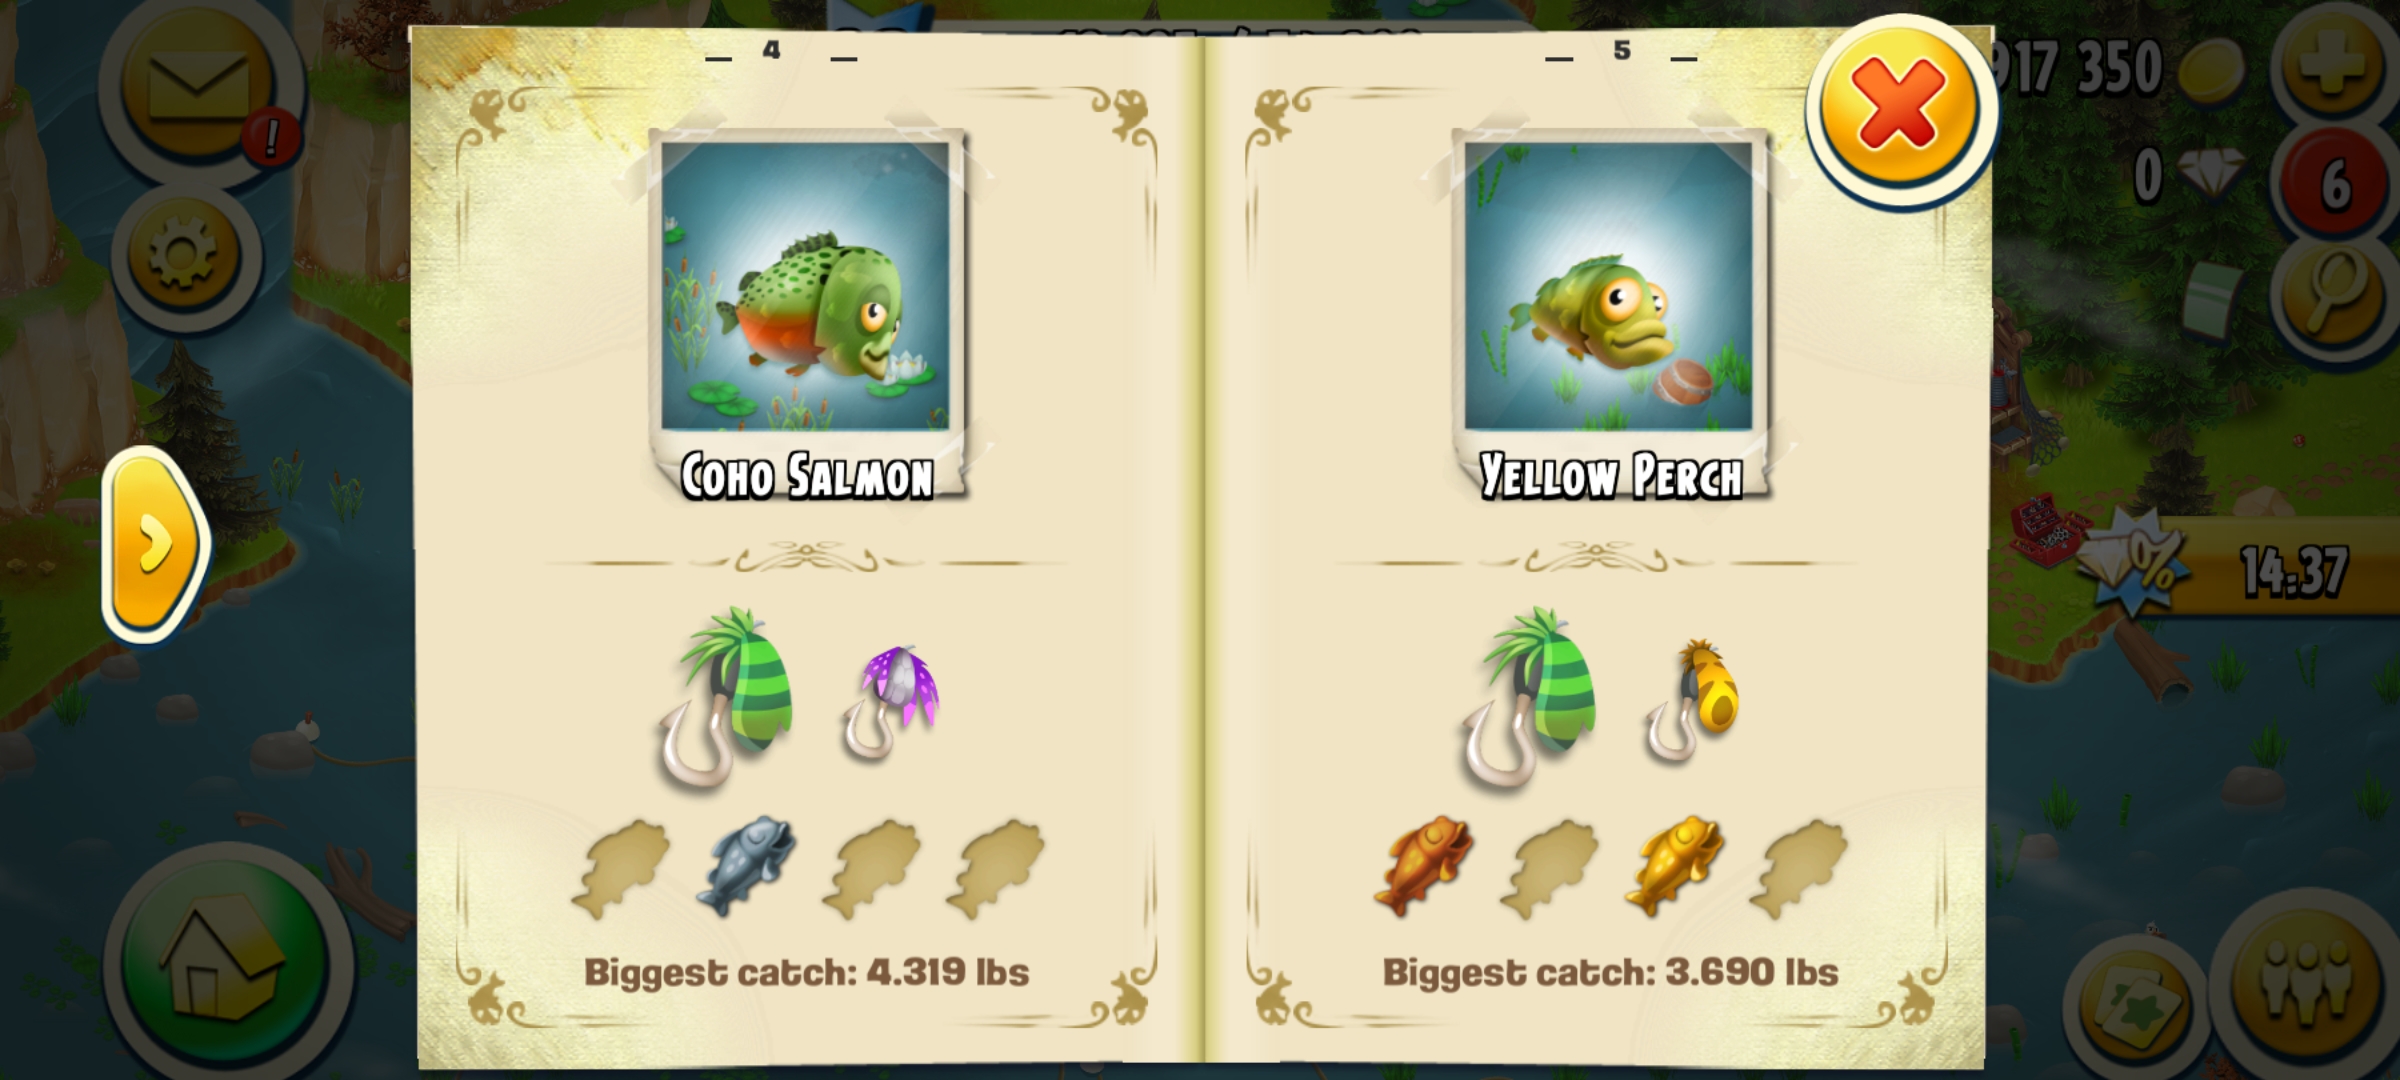 4
5
917 350
0
6
Coho Salmon
Yellow Perch
0%
14:37
Biggest catch: 4.319 lbs
Biggest catch: 3.690 lbs